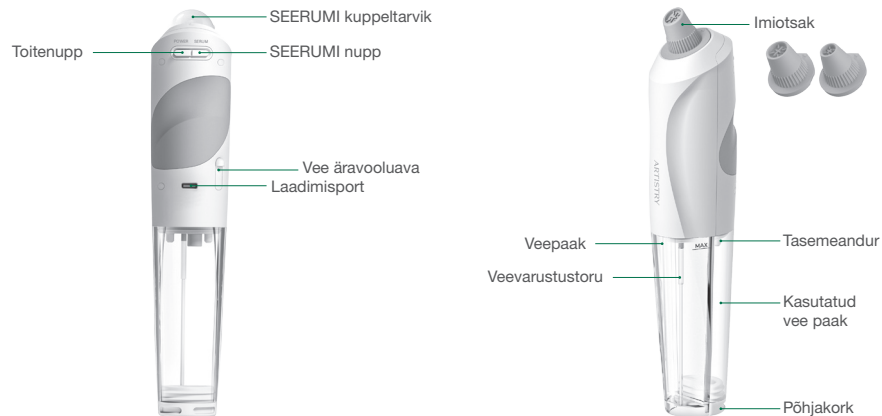 SEERUMI kuppeltarvik
Toitenupp
POWER SERUM
SEERUMI nupp
Vee äravooluava
Laadimisport
Imiotsak
ARTISTRY
Veepaak
MAX
Tasemeandur
Veevarustustoru
Kasutatud
vee paak
Põhjakork